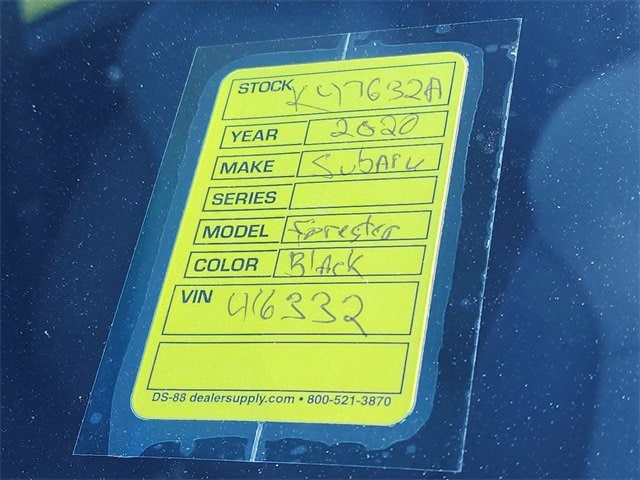 STOCK K47632A
YEAR 2020
MAKE SUBARU
SERIES
MODEL Forester
COLOR Black
VIN 416332
DS-88 dealersupply.com • 800-521-3870